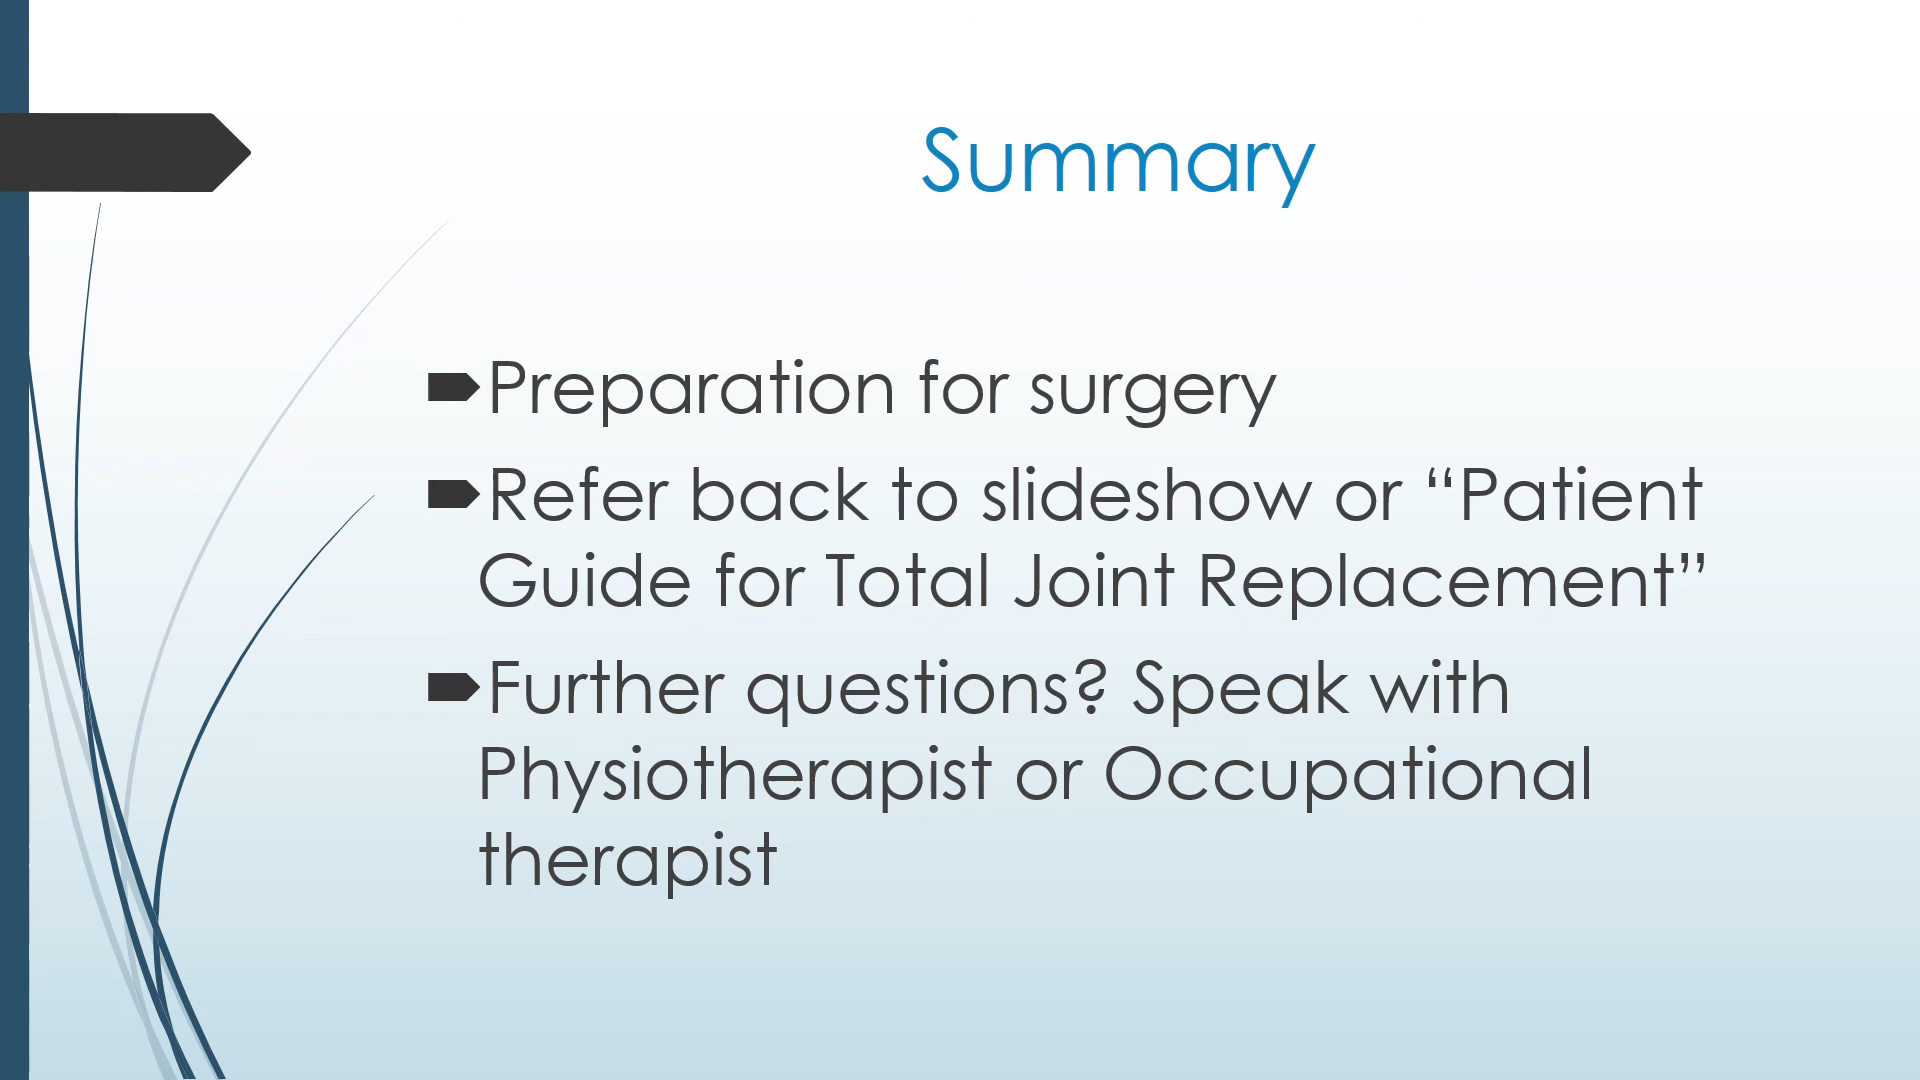 Summary
Preparation for surgery
Refer back to slideshow or “Patient
Guide for Total Joint Replacement”
Further questions? Speak with
Physiotherapist or Occupational
therapist